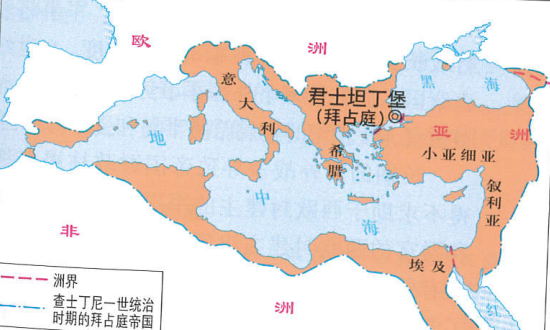 欧
洲
黑
海
意
大
利
君士坦丁堡
(拜占庭)
亚
洲
地
希
腊
小亚细亚
叙
利
亚
中
海
非
埃及
洲
红
洲界
查士丁尼一世统治
时期的拜占庭帝国